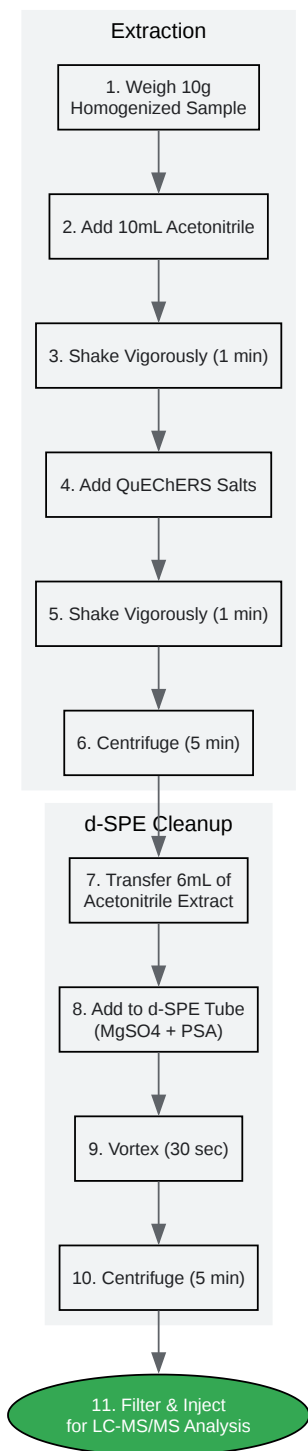 Extraction
1. Weigh 10g
Homogenized Sample
2. Add 10mL Acetonitrile
3. Shake Vigorously (1 min)
4. Add QuEChERS Salts
5. Shake Vigorously (1 min)
6. Centrifuge (5 min)
d-SPE Cleanup
7. Transfer 6mL of
Acetonitrile Extract
8. Add to d-SPE Tube
(MgSO4 + PSA)
9. Vortex (30 sec)
10. Centrifuge (5 min)
11. Filter & Inject
for LC-MS/MS Analysis